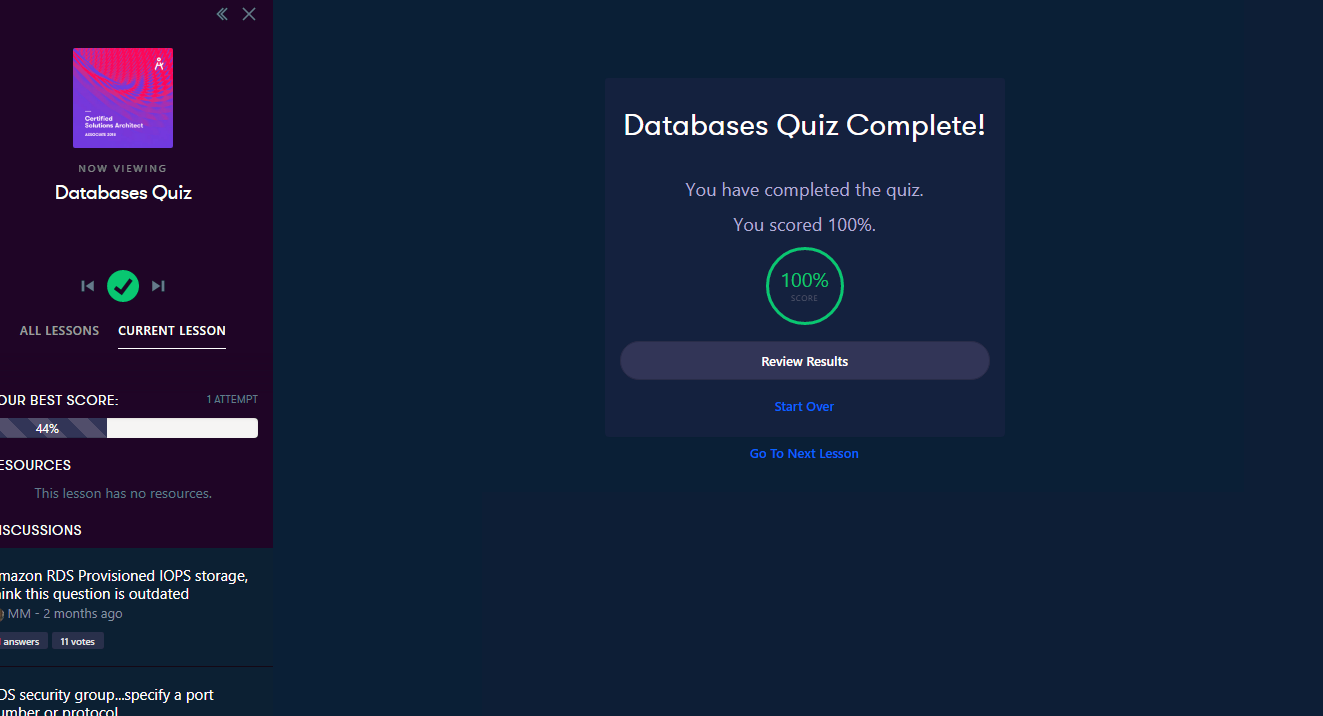 Certified
Solutions Architect
ASSOCIATE 2018
NOW VIEWING
Databases Quiz
ALL LESSONS CURRENT LESSON
OUR BEST SCORE: 1 ATTEMPT
44%
ESOURCES
This lesson has no resources.
ISCUSSIONS
mazon RDS Provisioned IOPS storage,
hink this question is outdated
MM - 2 months ago
answers 11 votes
DS security group...specify a port
umber or protocol
Databases Quiz Complete!
You have completed the quiz.
You scored 100%.
100%
SCORE
Review Results
Start Over
Go To Next Lesson